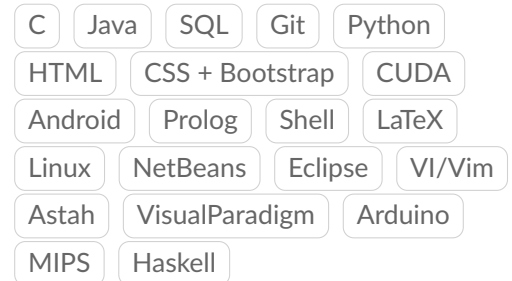 C Java SQL Git Python
HTML CSS + Bootstrap CUDA
Android Prolog Shell LaTeX
Linux NetBeans Eclipse VI/Vim
Astah VisualParadigm Arduino
MIPS Haskell